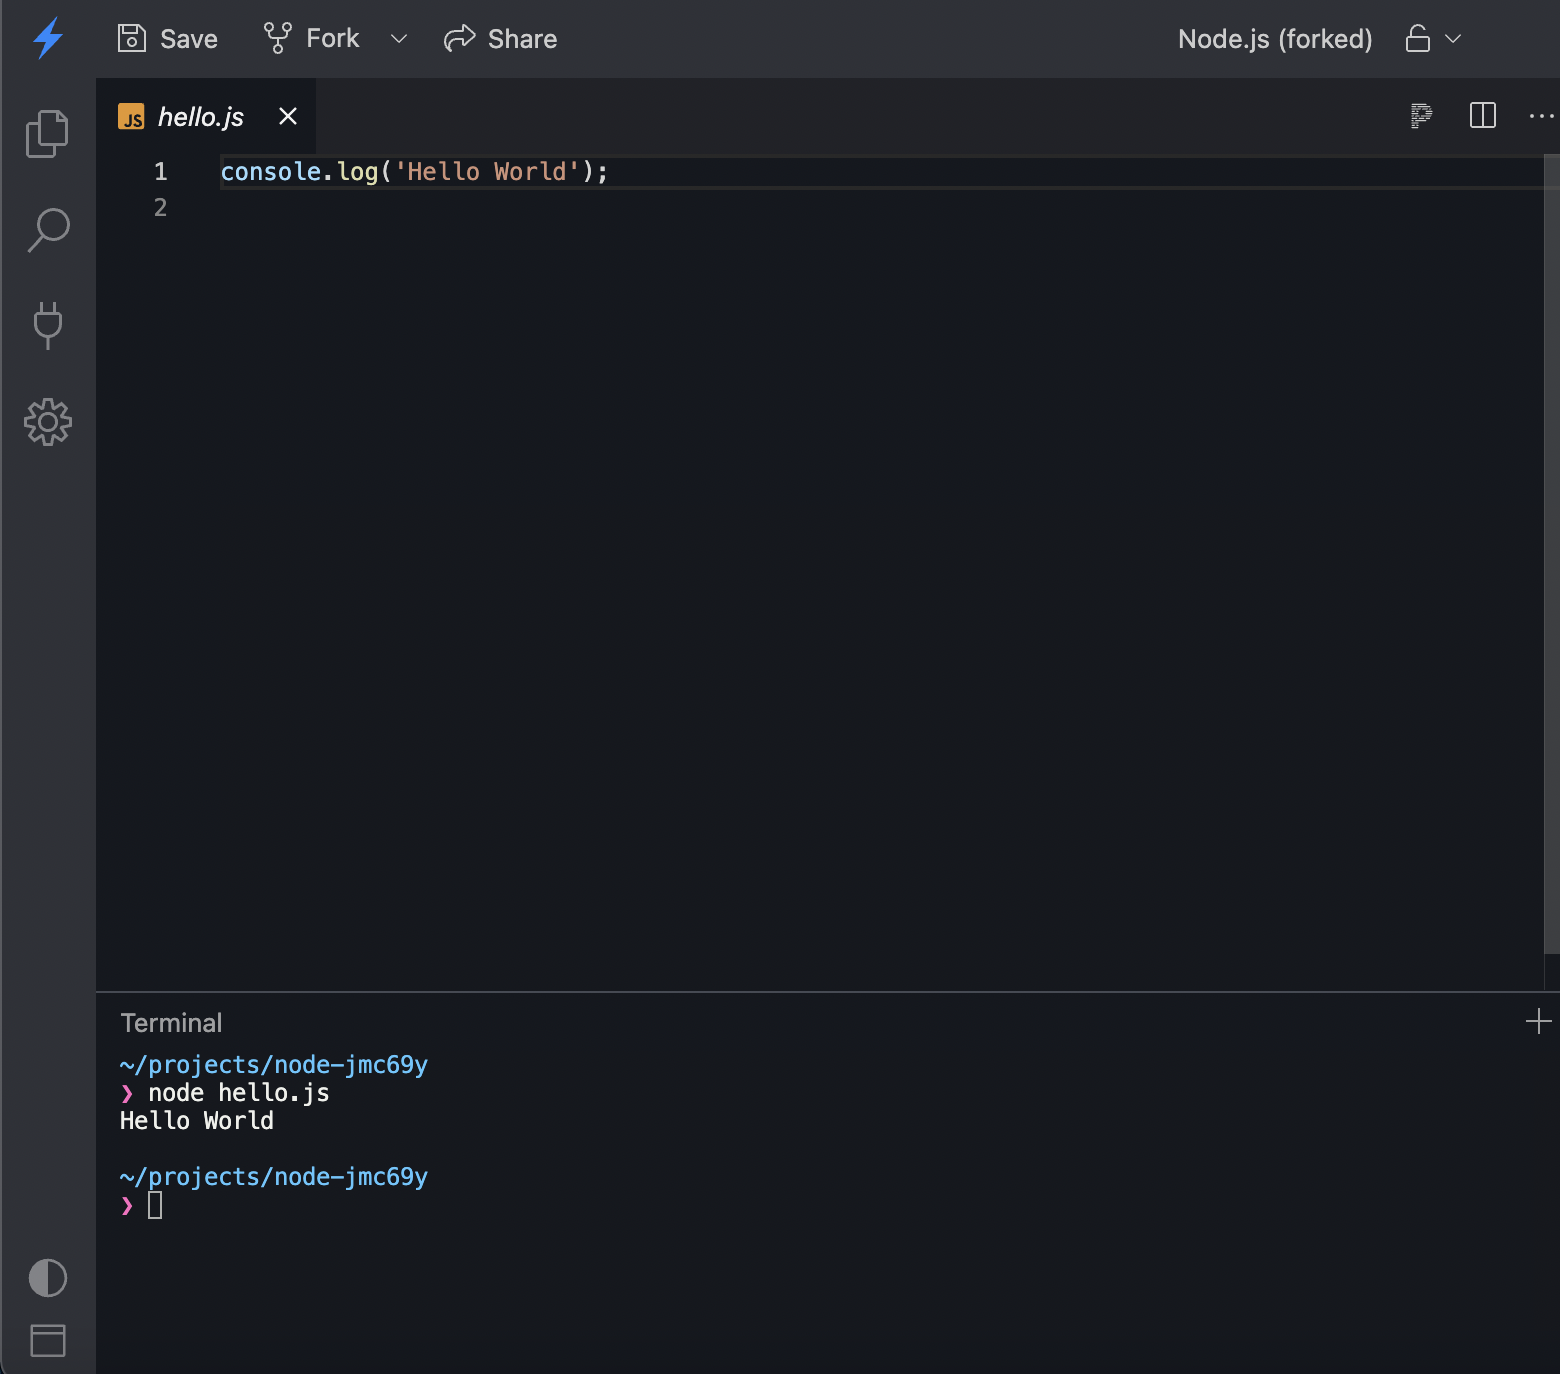 Save Fork Share Node.js (forked)
JS hello.js
1 console.log('Hello World');
2
Terminal
~/projects/node-jmc69y
❯ node hello.js
Hello World
~/projects/node-jmc69y
❯